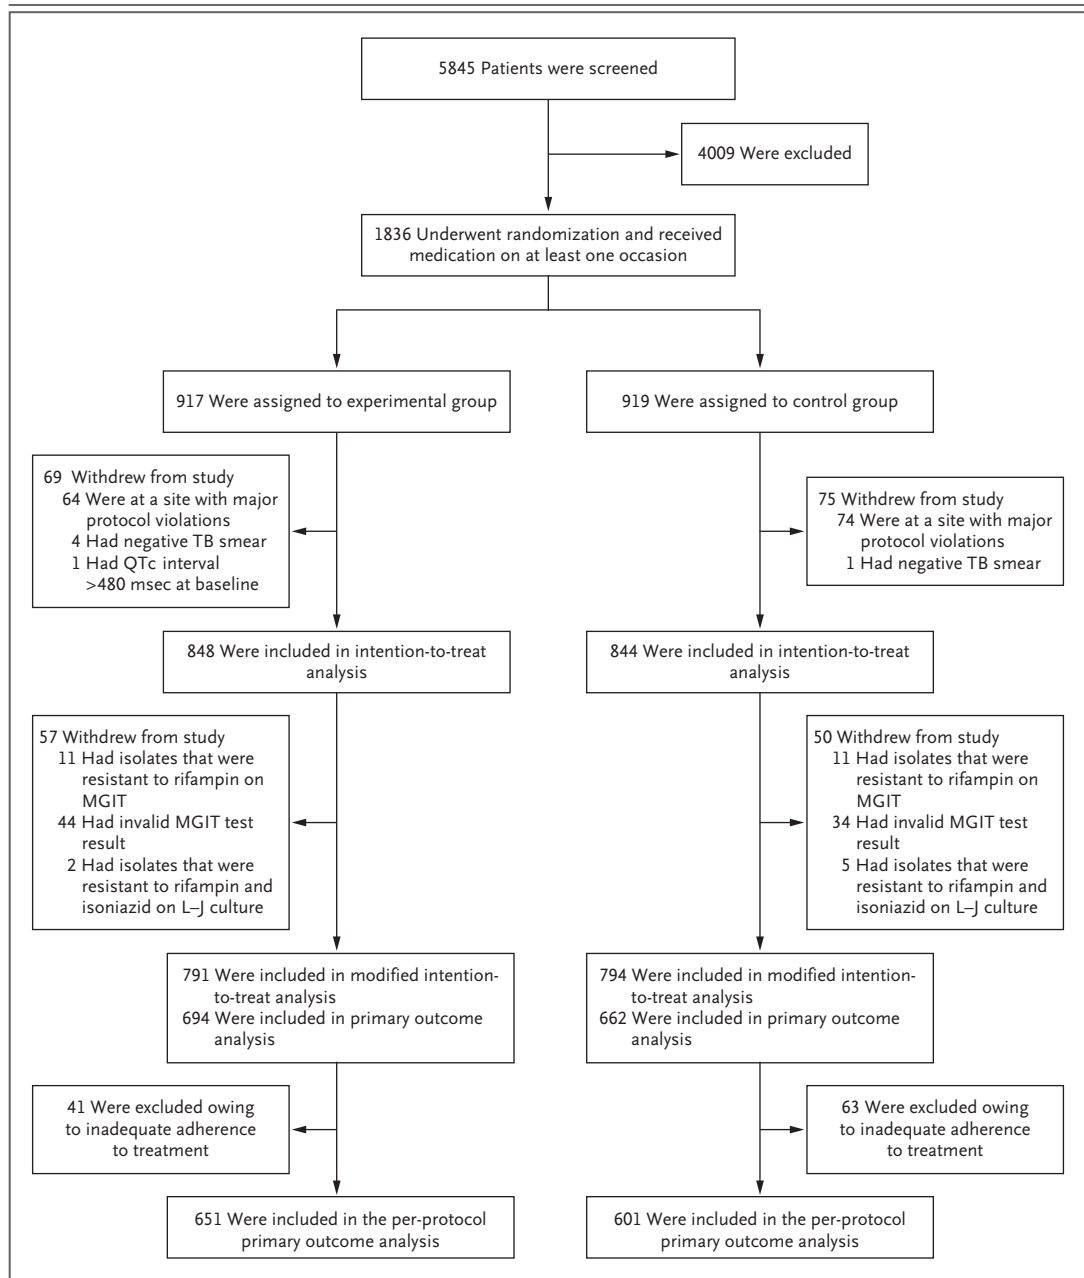 5845 Patients were screened
4009 Were excluded
1836 Underwent randomization and received
medication on at least one occasion
917 Were assigned to experimental group
919 Were assigned to control group
69 Withdrew from study
64 Were at a site with major
protocol violations
4 Had negative TB smear
1 Had QTc interval
>480 msec at baseline
75 Withdrew from study
74 Were at a site with major
protocol violations
1 Had negative TB smear
848 Were included in intention-to-treat
analysis
844 Were included in intention-to-treat
analysis
57 Withdrew from study
11 Had isolates that were
resistant to rifampin on
MGIT
44 Had invalid MGIT test
result
2 Had isolates that were
resistant to rifampin and
isoniazid on L–J culture
50 Withdrew from study
11 Had isolates that were
resistant to rifampin on
MGIT
34 Had invalid MGIT test
result
5 Had isolates that were
resistant to rifampin and
isoniazid on L–J culture
791 Were included in modified intention-
to-treat analysis
694 Were included in primary outcome
analysis
794 Were included in modified intention-
to-treat analysis
662 Were included in primary outcome
analysis
41 Were excluded owing
to inadequate adherence
to treatment
63 Were excluded owing
to inadequate adherence
to treatment
651 Were included in the per-protocol
primary outcome analysis
601 Were included in the per-protocol
primary outcome analysis